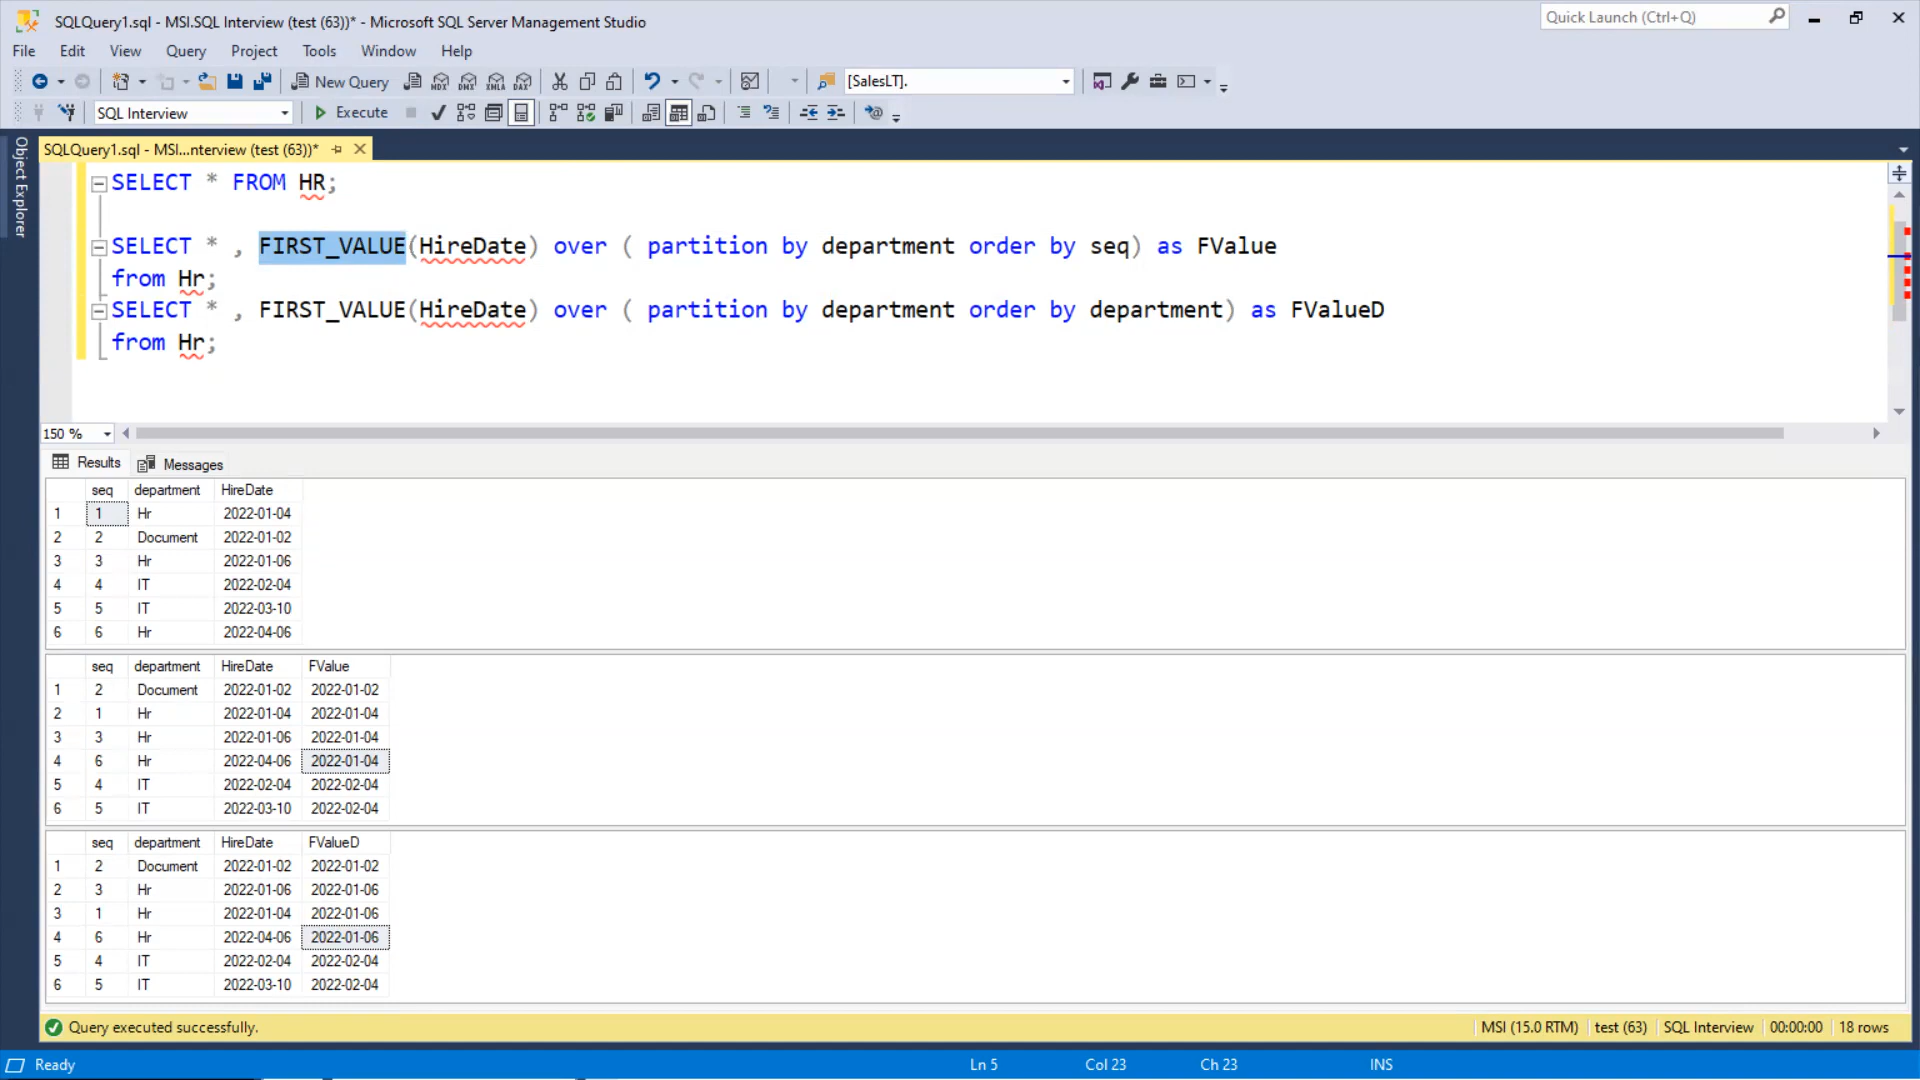 SQLQuery1.sql - MSI.SQL Interview (test (63))* - Microsoft SQL Server Management Studio
Quick Launch (Ctrl+Q)
File Edit View Query Project Tools Window Help
New Query MDX DMX XMLA DAX [SalesLT].
SQL Interview Execute
Object Explorer
SQLQuery1.sql - MSI...nterview (test (63))*
SELECT * FROM HR;
SELECT * , FIRST_VALUE(HireDate) over ( partition by department order by seq) as FValue
from Hr;
SELECT * , FIRST_VALUE(HireDate) over ( partition by department order by department) as FValueD
from Hr;
150 %
Results Messages
seq department HireDate
1 1 Hr 2022-01-04
2 2 Document 2022-01-02
3 3 Hr 2022-01-06
4 4 IT 2022-02-04
5 5 IT 2022-03-10
6 6 Hr 2022-04-06
seq department HireDate FValue
1 2 Document 2022-01-02 2022-01-02
2 1 Hr 2022-01-04 2022-01-04
3 3 Hr 2022-01-06 2022-01-04
4 6 Hr 2022-04-06 2022-01-04
5 4 IT 2022-02-04 2022-02-04
6 5 IT 2022-03-10 2022-02-04
seq department HireDate FValueD
1 2 Document 2022-01-02 2022-01-02
2 3 Hr 2022-01-06 2022-01-06
3 1 Hr 2022-01-04 2022-01-06
4 6 Hr 2022-04-06 2022-01-06
5 4 IT 2022-02-04 2022-02-04
6 5 IT 2022-03-10 2022-02-04
Query executed successfully. MSI (15.0 RTM) test (63) SQL Interview 00:00:00 18 rows
Ready Ln 5 Col 23 Ch 23 INS